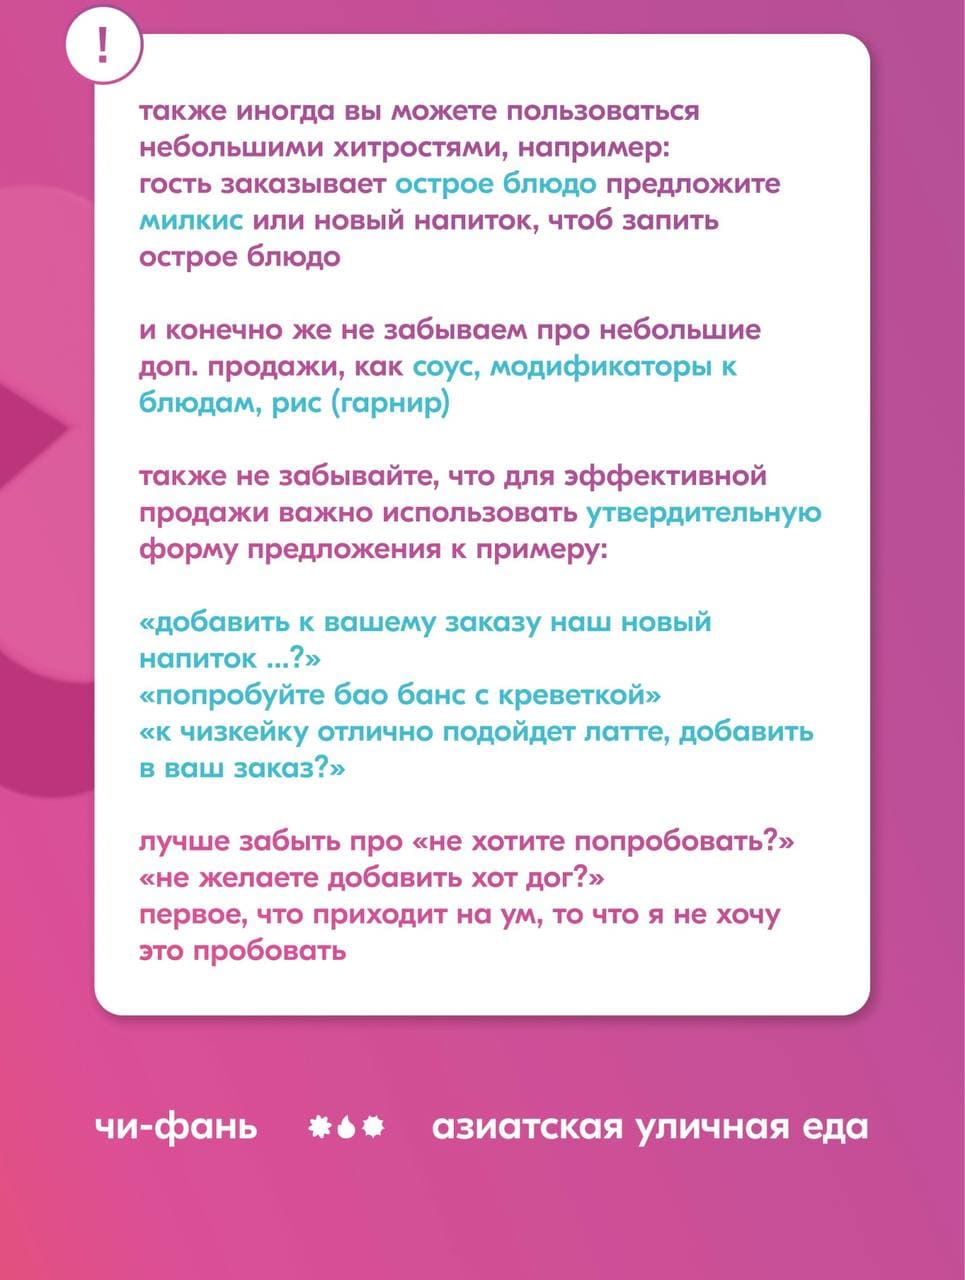 !
также иногда вы можете пользоваться
небольшими хитростями, например:
гость заказывает острое блюдо предложите
милкис или новый напиток, чтоб запить
острое блюдо
и конечно же не забываем про небольшие
доп. продажи, как соус, модификаторы к
блюдам, рис (гарнир)
также не забывайте, что для эффективной
продажи важно использовать утвердительную
форму предложения к примеру:
«добавить к вашему заказу наш новый
напиток ...?»
«попробуйте бао банс с креветкой»
«к чизкейку отлично подойдет латте, добавить
в ваш заказ?»
лучше забыть про «не хотите попробовать?»
«не желаете добавить хот дог?»
первое, что приходит на ум, то что я не хочу
это пробовать
чи-фань азиатская уличная еда